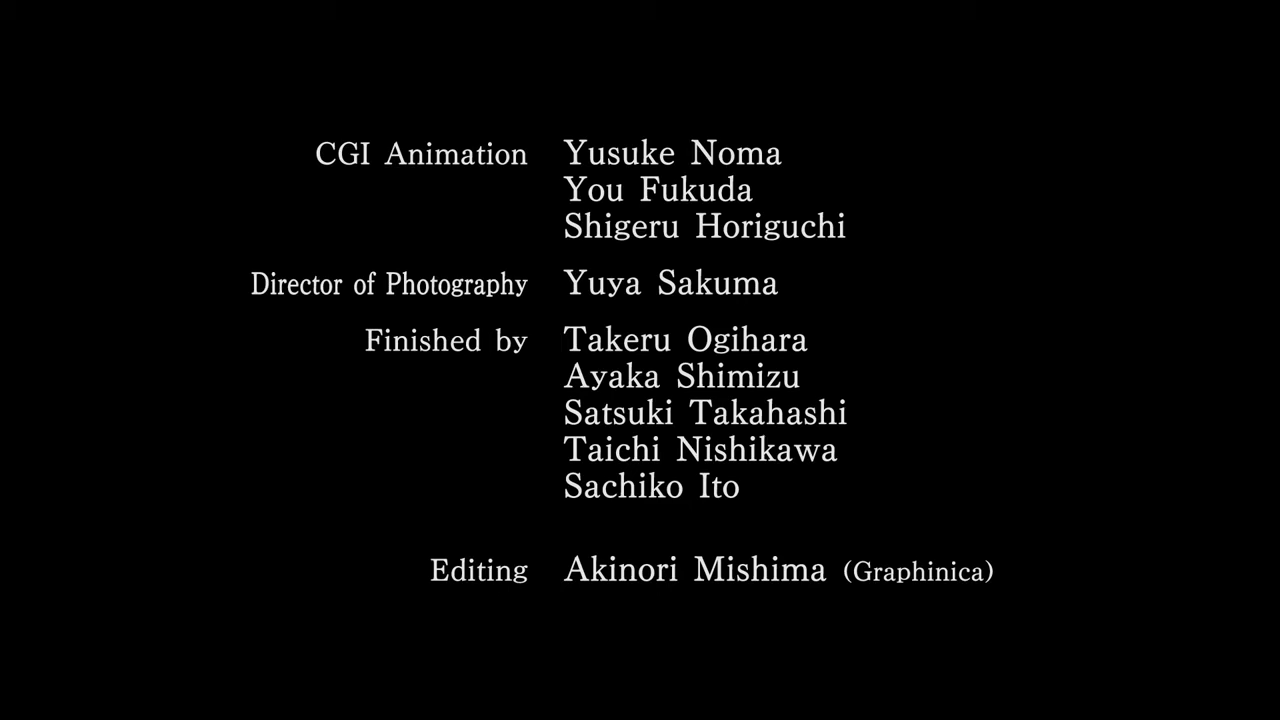 CGI Animation Yusuke Noma
You Fukuda
Shigeru Horiguchi
Director of Photography Yuya Sakuma
Finished by Takeru Ogihara
Ayaka Shimizu
Satsuki Takahashi
Taichi Nishikawa
Sachiko Ito
Editing Akinori Mishima (Graphinica)